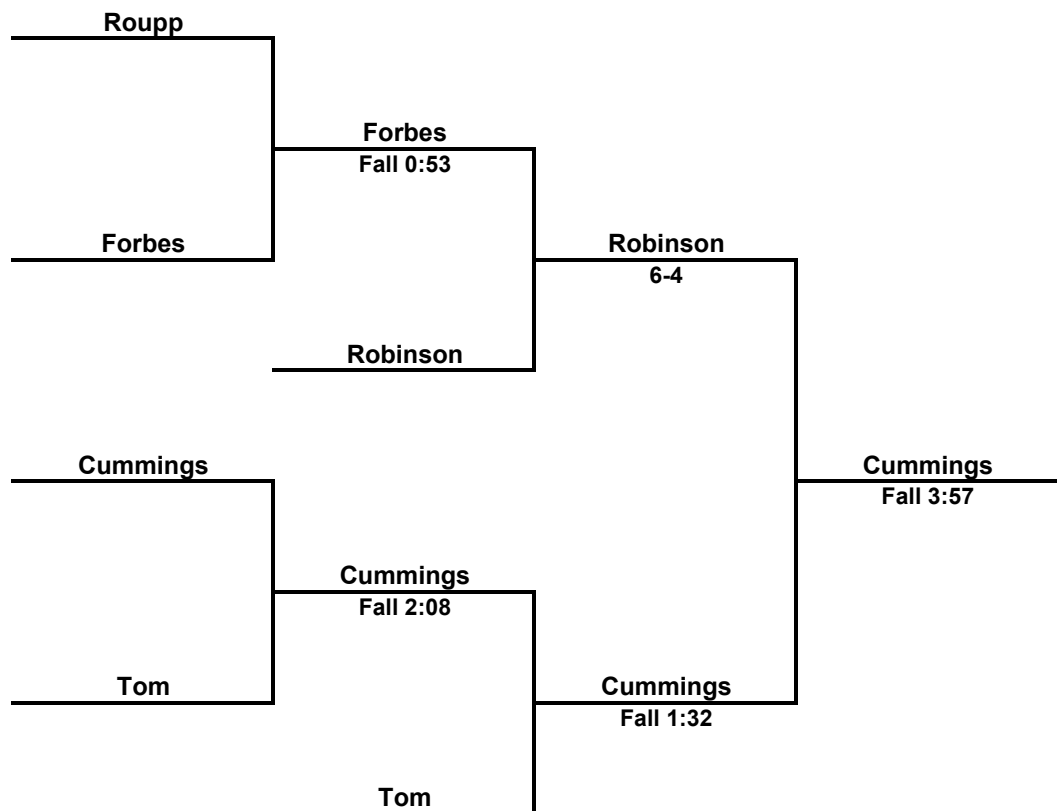 Roupp
Forbes
Fall 0:53
Forbes
Robinson
6-4
Robinson
Cummings
Cummings
Fall 3:57
Cummings
Fall 2:08
Tom
Cummings
Fall 1:32
Tom